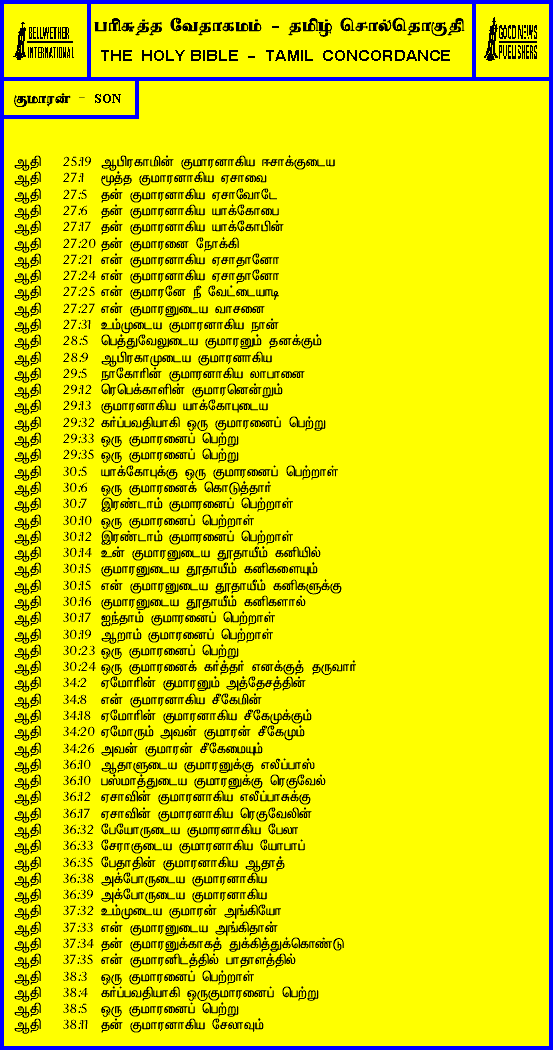 BELLWETHER
INTERNATIONAL
பரிசுத்த வேதாகமம் - தமிழ் சொல்தொகுதி
THE HOLY BIBLE - TAMIL CONCORDANCE
GOOD NEWS
PUBLISHERS
குமாரன் - SON
ஆதி 25:19 ஆபிரகாமின் குமாரனாகிய ஈசாக்குடைய
ஆதி 27:1 மூத்த குமாரனாகிய ஏசாவை
ஆதி 27:5 தன் குமாரனாகிய ஏசாவோடே
ஆதி 27:6 தன் குமாரனாகிய யாக்கோபை
ஆதி 27:17 தன் குமாரனாகிய யாக்கோபின்
ஆதி 27:20 தன் குமாரனை நோக்கி
ஆதி 27:21 என் குமாரனாகிய ஏசாதானோ
ஆதி 27:24 என் குமாரனாகிய ஏசாதானோ
ஆதி 27:25 என் குமாரனே நீ வேட்டையாடி
ஆதி 27:27 என் குமாரனுடைய வாசனை
ஆதி 27:31 உம்முடைய குமாரனாகிய நான்
ஆதி 28:5 பெத்துவேலுடைய குமாரனும் தனக்கும்
ஆதி 28:9 ஆபிரகாமுடைய குமாரனாகிய
ஆதி 29:5 நாகோரின் குமாரனாகிய லாபானை
ஆதி 29:12 ரெபெக்காளின் குமாரனென்றும்
ஆதி 29:13 குமாரனாகிய யாக்கோபுடைய
ஆதி 29:32 கர்ப்பவதியாகி ஒரு குமாரனைப் பெற்று
ஆதி 29:33 ஒரு குமாரனைப் பெற்று
ஆதி 29:35 ஒரு குமாரனைப் பெற்று
ஆதி 30:5 யாக்கோபுக்கு ஒரு குமாரனைப் பெற்றாள்
ஆதி 30:6 ஒரு குமாரனைக் கொடுத்தார்
ஆதி 30:7 இரண்டாம் குமாரனைப் பெற்றாள்
ஆதி 30:10 ஒரு குமாரனைப் பெற்றாள்
ஆதி 30:12 இரண்டாம் குமாரனைப் பெற்றாள்
ஆதி 30:14 உன் குமாரனுடைய தூதாயீம் கனியில்
ஆதி 30:15 குமாரனுடைய தூதாயீம் கனிகளையும்
ஆதி 30:15 என் குமாரனுடைய தூதாயீம் கனிகளுக்கு
ஆதி 30:16 குமாரனுடைய தூதாயீம் கனிகளால்
ஆதி 30:17 ஐந்தாம் குமாரனைப் பெற்றாள்
ஆதி 30:19 ஆறாம் குமாரனைப் பெற்றாள்
ஆதி 30:23 ஒரு குமாரனைப் பெற்று
ஆதி 30:24 ஒரு குமாரனைக் கர்த்தர் எனக்குத் தருவார்
ஆதி 34:2 ஏமோரின் குமாரனும் அத்தேசத்தின்
ஆதி 34:8 என் குமாரனாகிய சீகேமின்
ஆதி 34:18 ஏமோரின் குமாரனாகிய சீகேமுக்கும்
ஆதி 34:20 ஏமோரும் அவன் குமாரன் சீகேமும்
ஆதி 34:26 அவன் குமாரன் சீகேமையும்
ஆதி 36:10 ஆதாளுடைய குமாரனுக்கு எலீப்பாஸ்
ஆதி 36:10 பஸ்மாத்துடைய குமாரனுக்கு ரெகுவேல்
ஆதி 36:12 ஏசாவின் குமாரனாகிய எலீப்பாசுக்கு
ஆதி 36:17 ஏசாவின் குமாரனாகிய ரெகுவேலின்
ஆதி 36:32 பேயோருடைய குமாரனாகிய பேலா
ஆதி 36:33 சேராகுடைய குமாரனாகிய யோபாப்
ஆதி 36:35 பேதாதின் குமாரனாகிய ஆதாத்
ஆதி 36:38 அக்போருடைய குமாரனாகிய
ஆதி 36:39 அக்போருடைய குமாரனாகிய
ஆதி 37:32 உம்முடைய குமாரன் அங்கியோ
ஆதி 37:33 என் குமாரனுடைய அங்கிதான்
ஆதி 37:34 தன் குமாரனுக்காகத் துக்கித்துக்கொண்டு
ஆதி 37:35 என் குமாரனிடத்தில் பாதாளத்தில்
ஆதி 38:3 ஒரு குமாரனைப் பெற்றாள்
ஆதி 38:4 கர்ப்பவதியாகி ஒருகுமாரனைப் பெற்று
ஆதி 38:5 ஒரு குமாரனைப் பெற்று
ஆதி 38:11 தன் குமாரனாகிய சேலாவும்